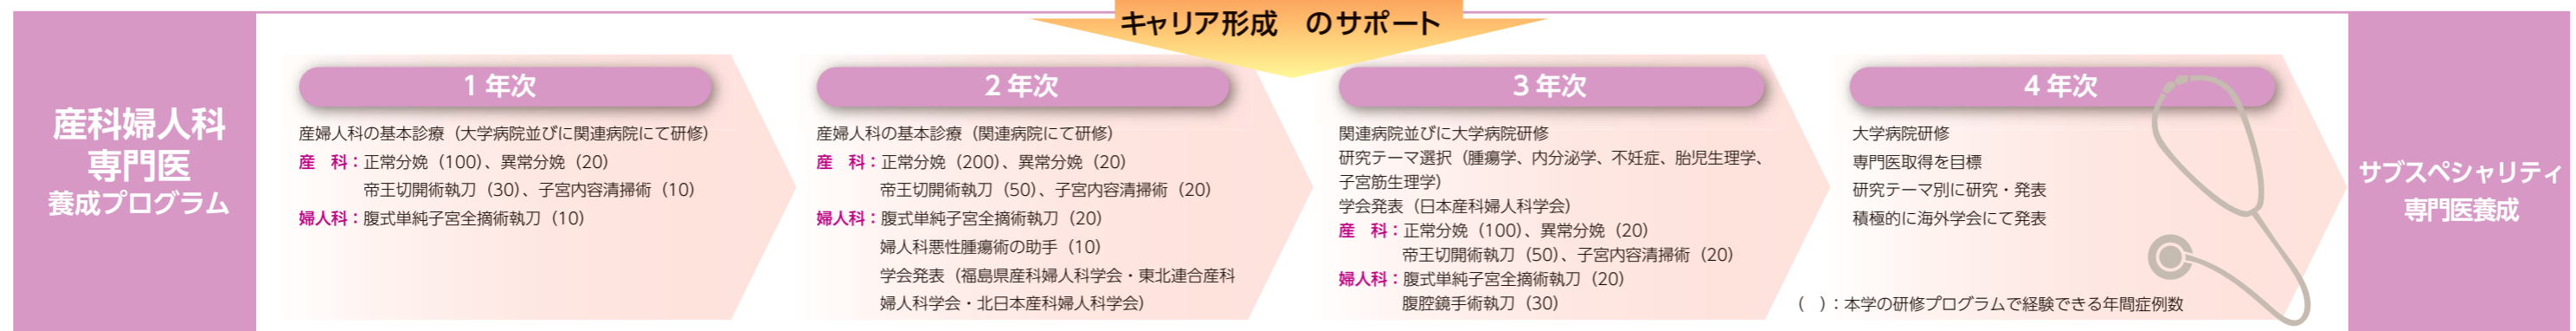 キャリア形成　のサポート
産科婦人科
専門医
養成プログラム
1 年次
産婦人科の基本診療（大学病院並びに関連病院にて研修）
産　科：正常分娩（100）、異常分娩（20）
帝王切開術執刀（30）、子宮内容清掃術（10）
婦人科：腹式単純子宮全摘術執刀（10）
2 年次
産婦人科の基本診療（関連病院にて研修）
産　科：正常分娩（200）、異常分娩（20）
帝王切開術執刀（50）、子宮内容清掃術（20）
婦人科：腹式単純子宮全摘術執刀（20）
婦人科悪性腫瘍術の助手（10）
学会発表（福島県産科婦人科学会・東北連合産科
婦人科学会・北日本産科婦人科学会）
3 年次
関連病院並びに大学病院研修
研究テーマ選択（腫瘍学、内分泌学、不妊症、胎児生理学、
子宮筋生理学）
学会発表（日本産科婦人科学会）
産　科：正常分娩（100）、異常分娩（20）
帝王切開術執刀（50）、子宮内容清掃術（20）
婦人科：腹式単純子宮全摘術執刀（20）
腹腔鏡手術執刀（30）
4 年次
大学病院研修
専門医取得を目標
研究テーマ別に研究・発表
積極的に海外学会にて発表
（　）：本学の研修プログラムで経験できる年間症例数
サブスペシャリティ
専門医養成